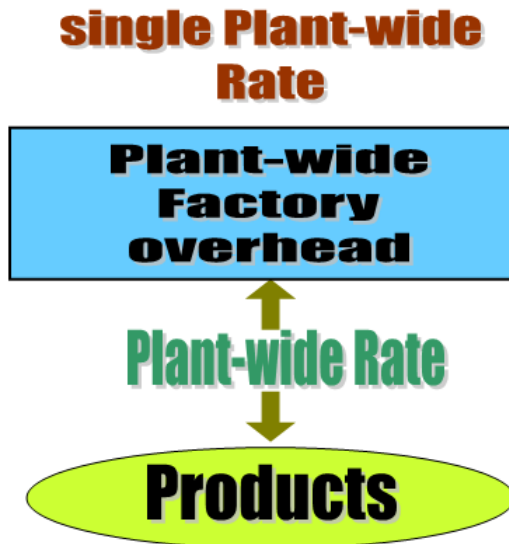 single Plant-wide
Rate
Plant-wide
Factory
overhead
Plant-wide Rate
Products